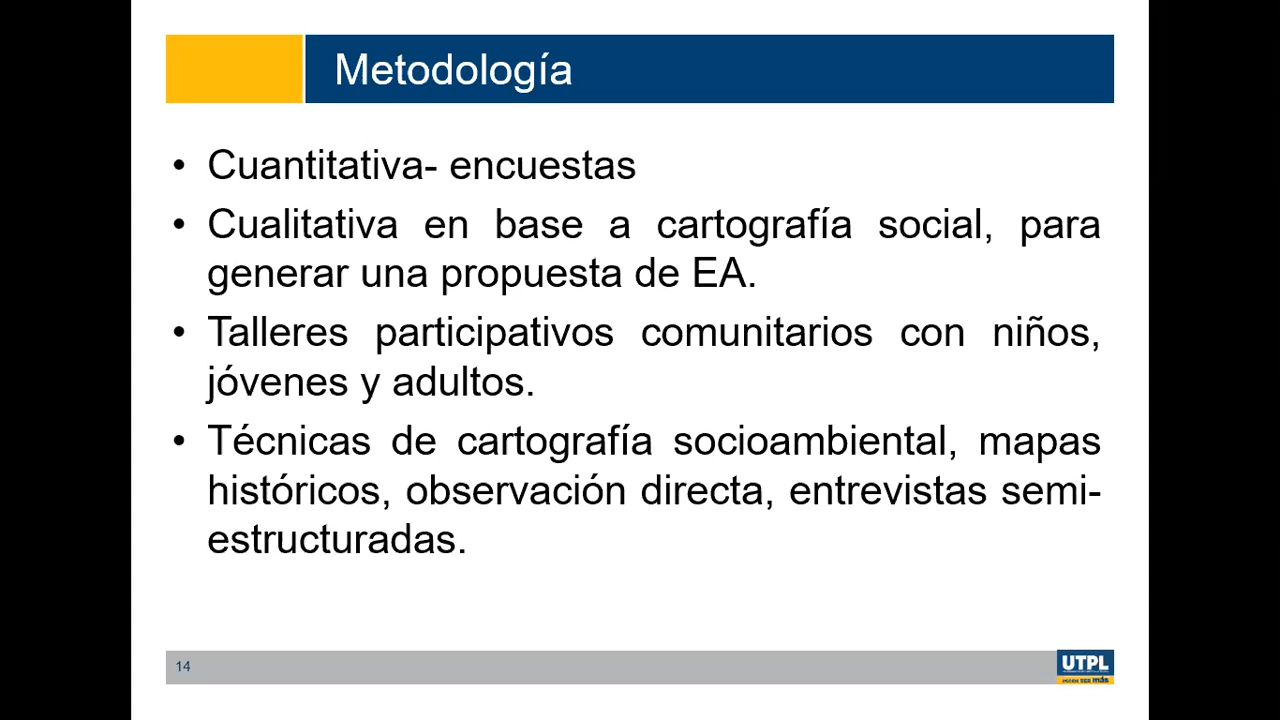 Metodología
• Cuantitativa- encuestas
• Cualitativa en base a cartografía social, para
generar una propuesta de EA.
• Talleres participativos comunitarios con niños,
jóvenes y adultos.
• Técnicas de cartografía socioambiental, mapas
históricos, observación directa, entrevistas semi-
estructuradas.
14
UTPL
más